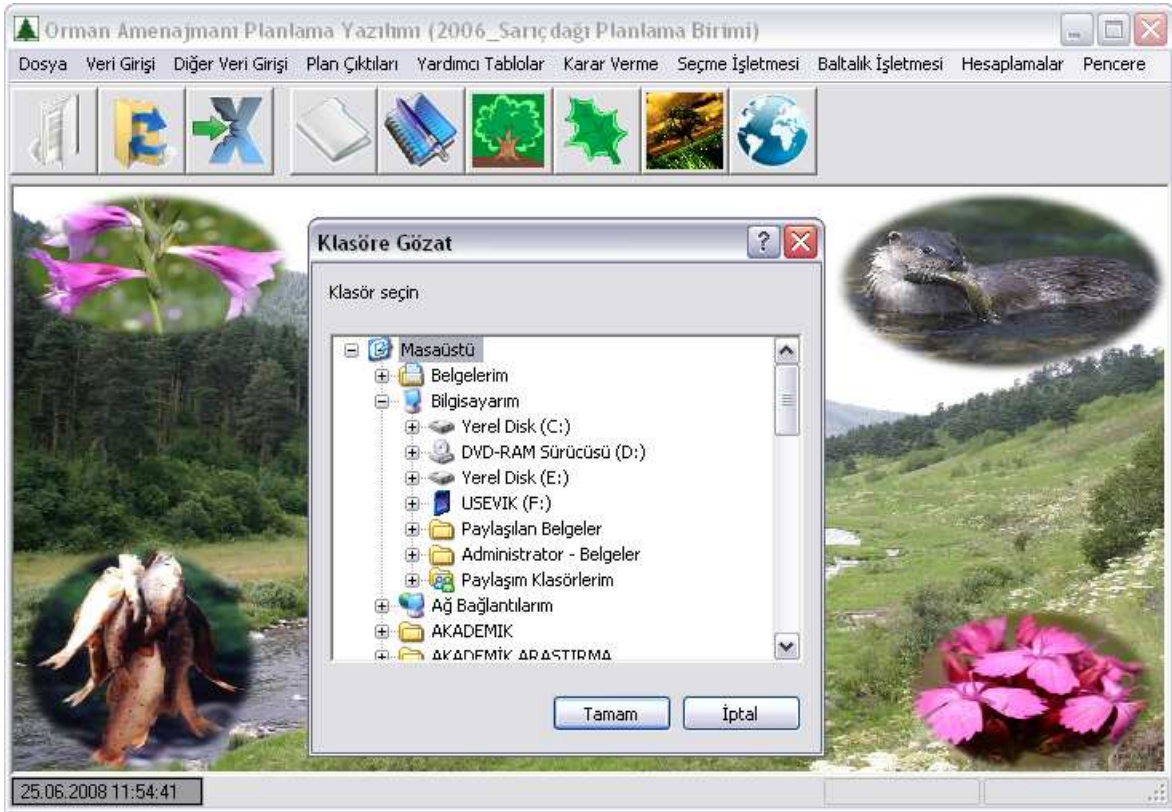 Orman Amenajmanı Planlama Yazılımı (2006_Sarıçdağı Planlama Birimi)
Dosya Veri Girişi Diğer Veri Girişi Plan Çıktıları Yardımcı Tablolar Karar Verme Seçme İşletmesi Baltalık İşletmesi Hesaplamalar Pencere
Klasöre Gözat
Klasör seçin
Masaüstü
Belgelerim
Bilgisayarım
Yerel Disk (C:)
DVD-RAM Sürücüsü (D:)
Yerel Disk (E:)
USEVIK (F:)
Paylaşılan Belgeler
Administrator - Belgeler
Paylaşım Klasörlerim
Ağ Bağlantılarım
AKADEMIK
AKADEMİK ARASTIRMA
Tamam İptal
25.06.2008 11:54:41